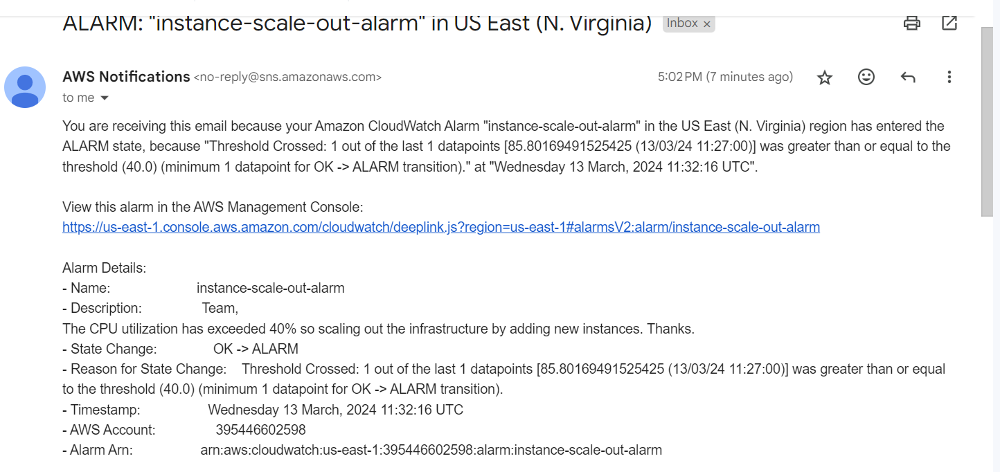 ALARM: "instance-scale-out-alarm" in US East (N. Virginia) Inbox ×
AWS Notifications <no-reply@sns.amazonaws.com> 5:02 PM (7 minutes ago)
to me
You are receiving this email because your Amazon CloudWatch Alarm "instance-scale-out-alarm" in the US East (N. Virginia) region has entered the
ALARM state, because "Threshold Crossed: 1 out of the last 1 datapoints [85.80169491525425 (13/03/24 11:27:00)] was greater than or equal to the
threshold (40.0) (minimum 1 datapoint for OK -> ALARM transition)." at "Wednesday 13 March, 2024 11:32:16 UTC".
View this alarm in the AWS Management Console:
https://us-east-1.console.aws.amazon.com/cloudwatch/deeplink.js?region=us-east-1#alarmsV2:alarm/instance-scale-out-alarm
Alarm Details:
- Name: instance-scale-out-alarm
- Description: Team,
The CPU utilization has exceeded 40% so scaling out the infrastructure by adding new instances. Thanks.
- State Change: OK -> ALARM
- Reason for State Change: Threshold Crossed: 1 out of the last 1 datapoints [85.80169491525425 (13/03/24 11:27:00)] was greater than or equal
to the threshold (40.0) (minimum 1 datapoint for OK -> ALARM transition).
- Timestamp: Wednesday 13 March, 2024 11:32:16 UTC
- AWS Account: 395446602598
- Alarm Arn: arn:aws:cloudwatch:us-east-1:395446602598:alarm:instance-scale-out-alarm